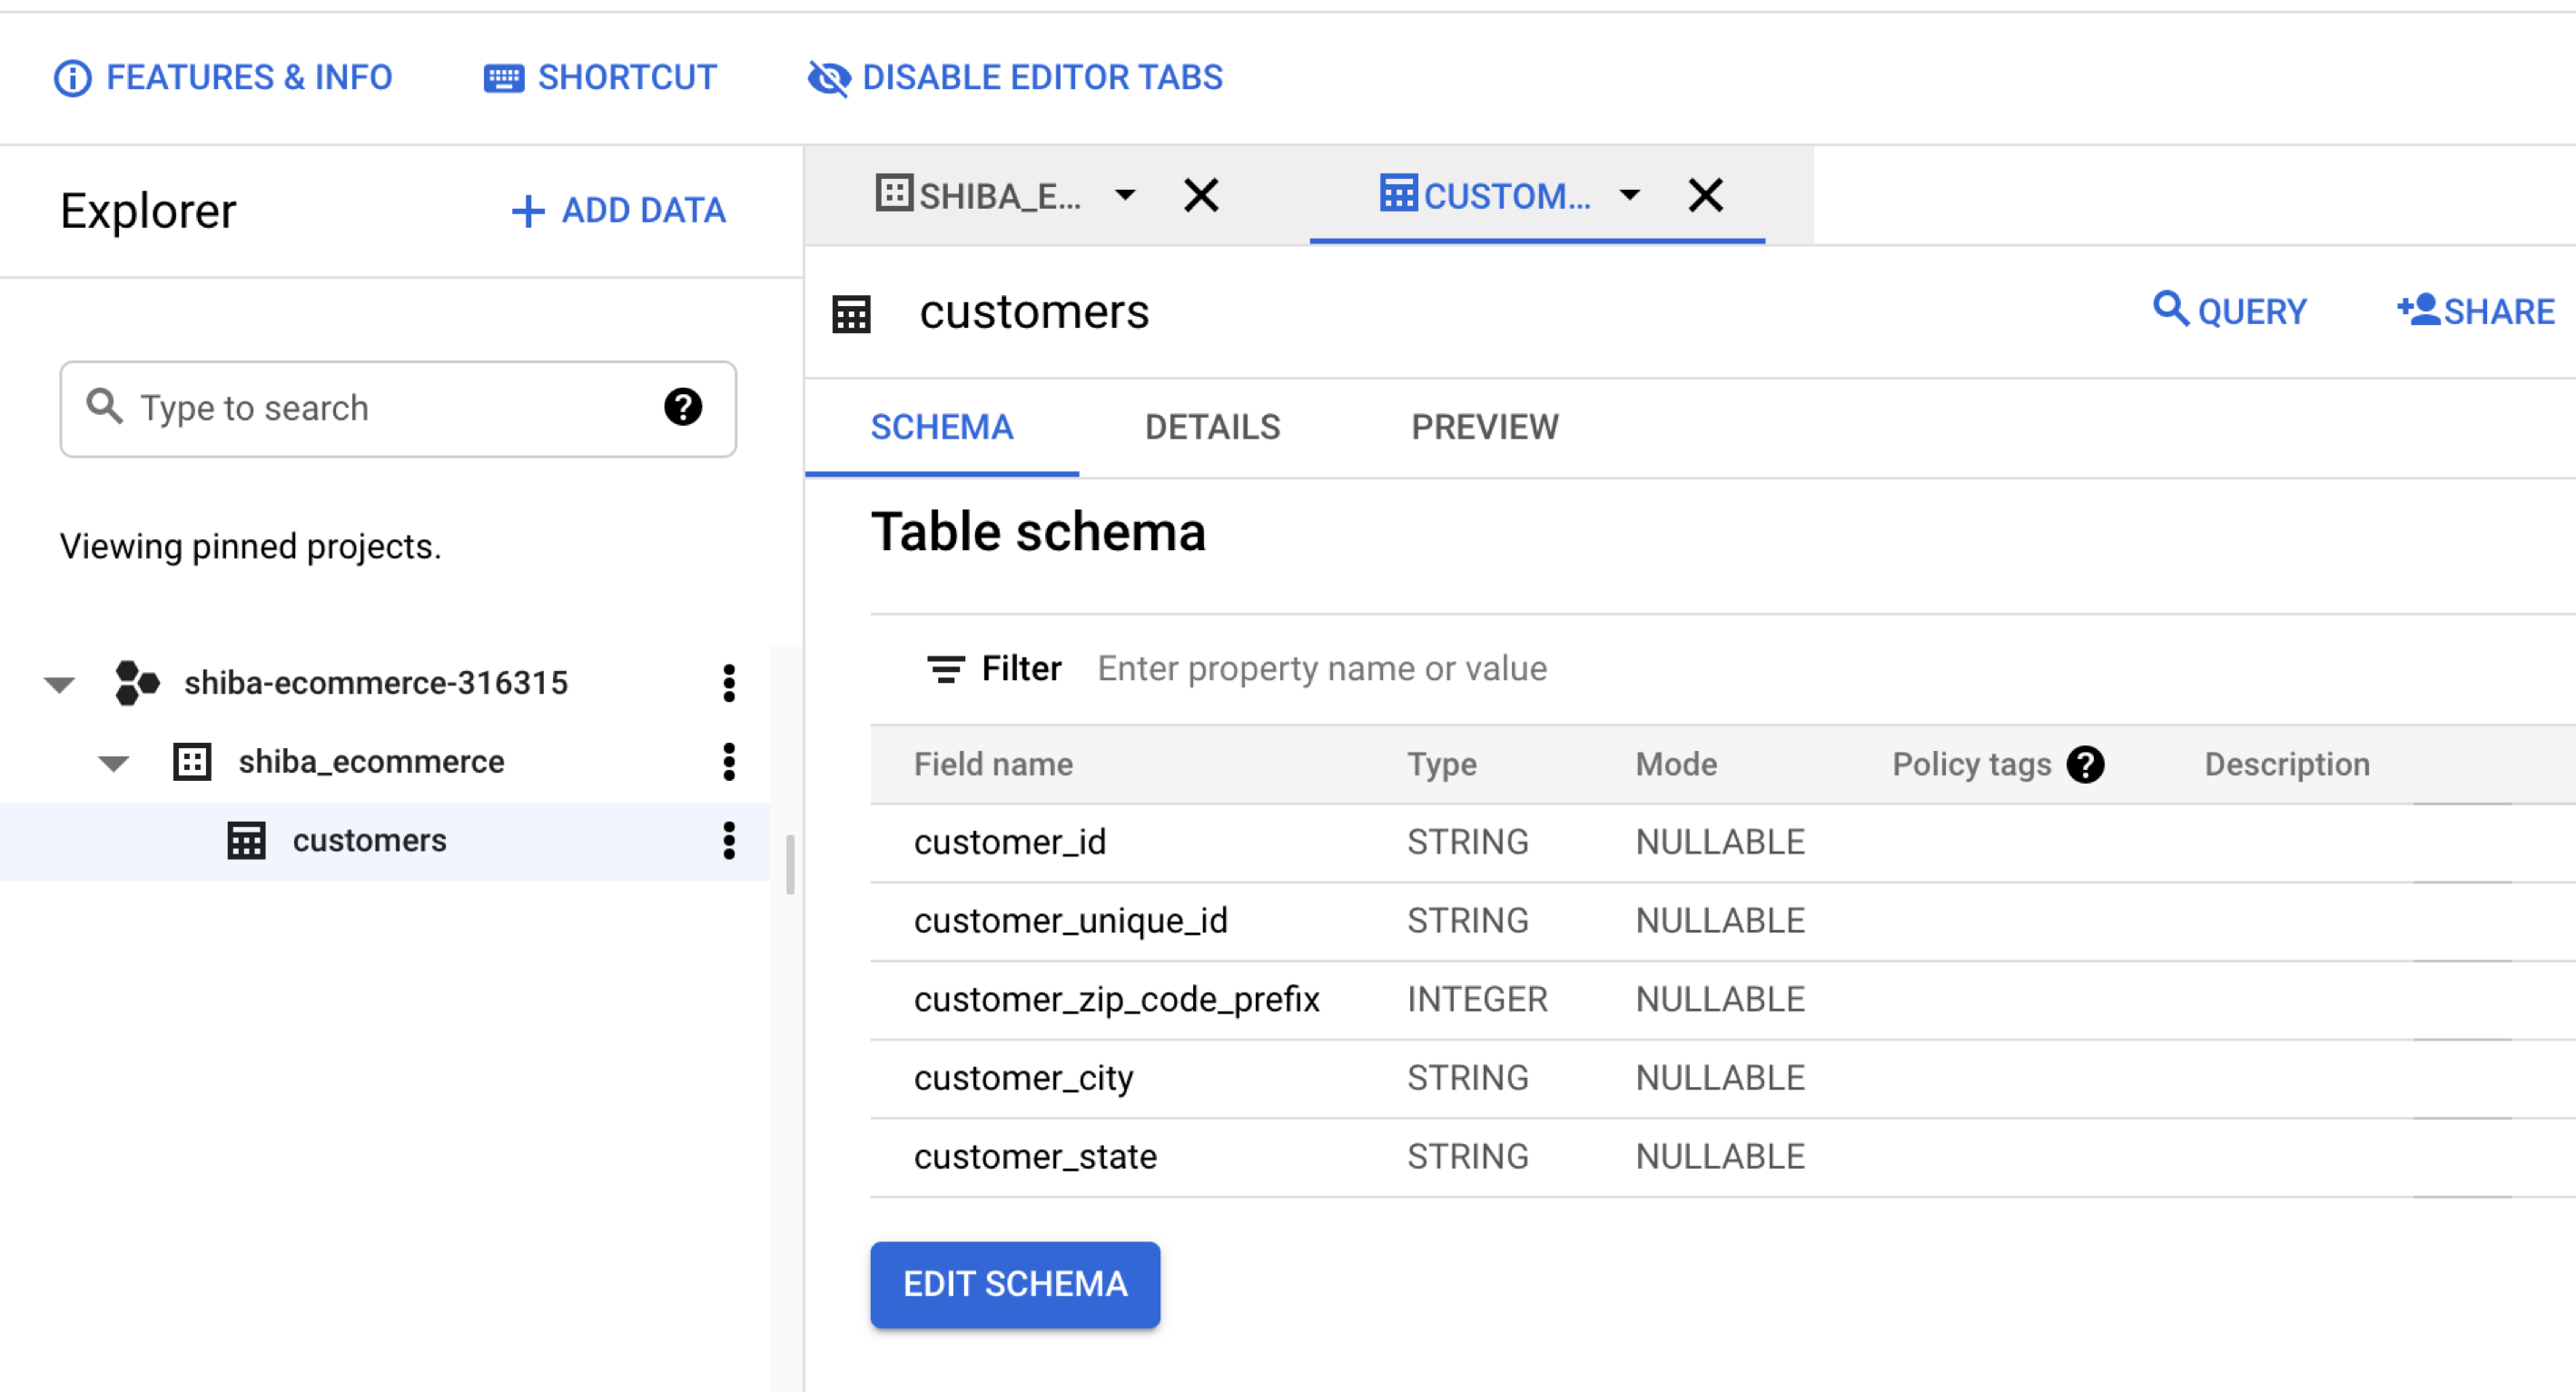 FEATURES & INFO SHORTCUT DISABLE EDITOR TABS
Explorer ADD DATA
Type to search
Viewing pinned projects.
shiba-ecommerce-316315
shiba_ecommerce
customers
SHIBA_E... CUSTOM...
customers QUERY SHARE
SCHEMA DETAILS PREVIEW
Table schema
Filter Enter property name or value
Field name Type Mode Policy tags Description
customer_id STRING NULLABLE
customer_unique_id STRING NULLABLE
customer_zip_code_prefix INTEGER NULLABLE
customer_city STRING NULLABLE
customer_state STRING NULLABLE
EDIT SCHEMA